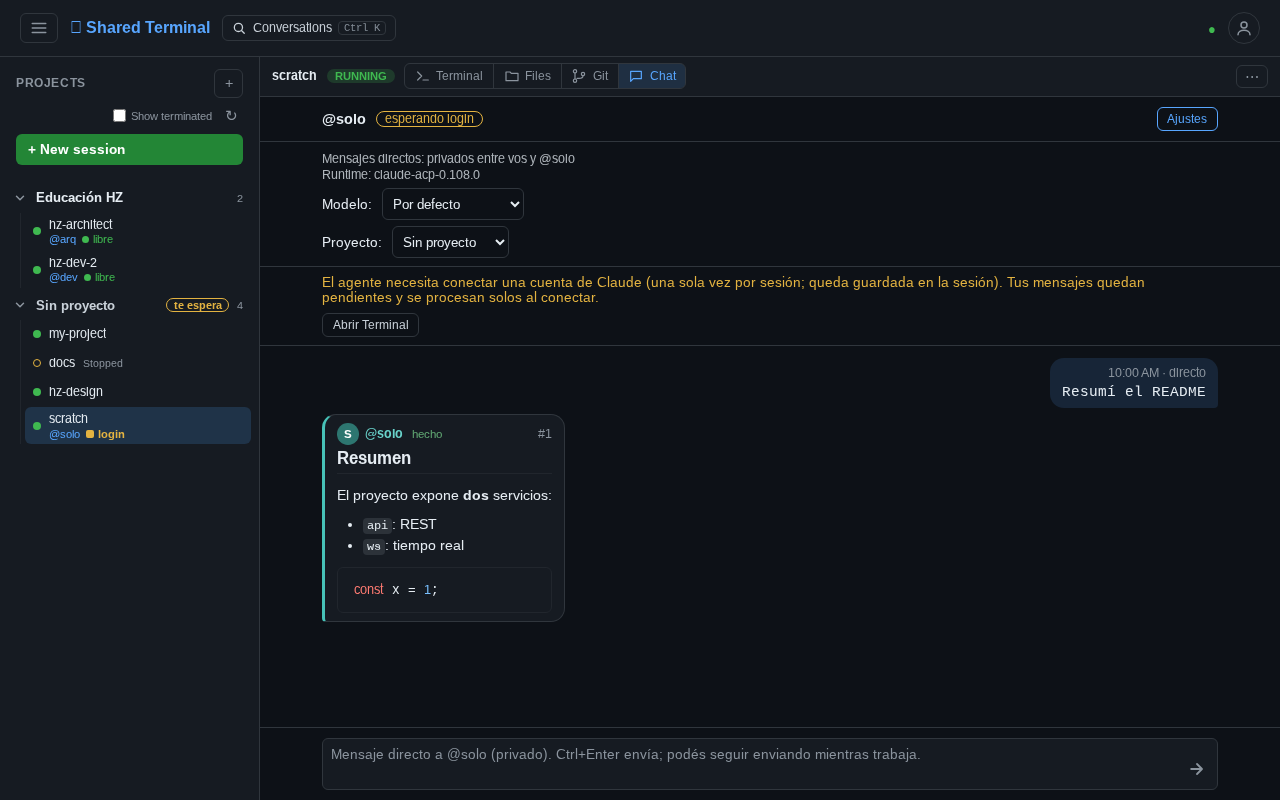 Shared Terminal
Conversations Ctrl K
PROJECTS
+
Show terminated
+ New session
Educación HZ 2
hz-architect
@arq libre
hz-dev-2
@dev libre
Sin proyecto te espera 4
my-project
docs Stopped
hz-design
scratch
@solo login
scratch RUNNING Terminal Files Git Chat
@solo esperando login Ajustes
Mensajes directos: privados entre vos y @solo
Runtime: claude-acp-0.108.0
Modelo: Por defecto
Proyecto: Sin proyecto
El agente necesita conectar una cuenta de Claude (una sola vez por sesión; queda guardada en la sesión). Tus mensajes quedan
pendientes y se procesan solos al conectar.
Abrir Terminal
10:00 AM · directo
Resumí el README
S @solo hecho #1
Resumen
El proyecto expone dos servicios:
• api: REST
• ws: tiempo real
const x = 1;
Mensaje directo a @solo (privado). Ctrl+Enter envía; podés seguir enviando mientras trabaja.